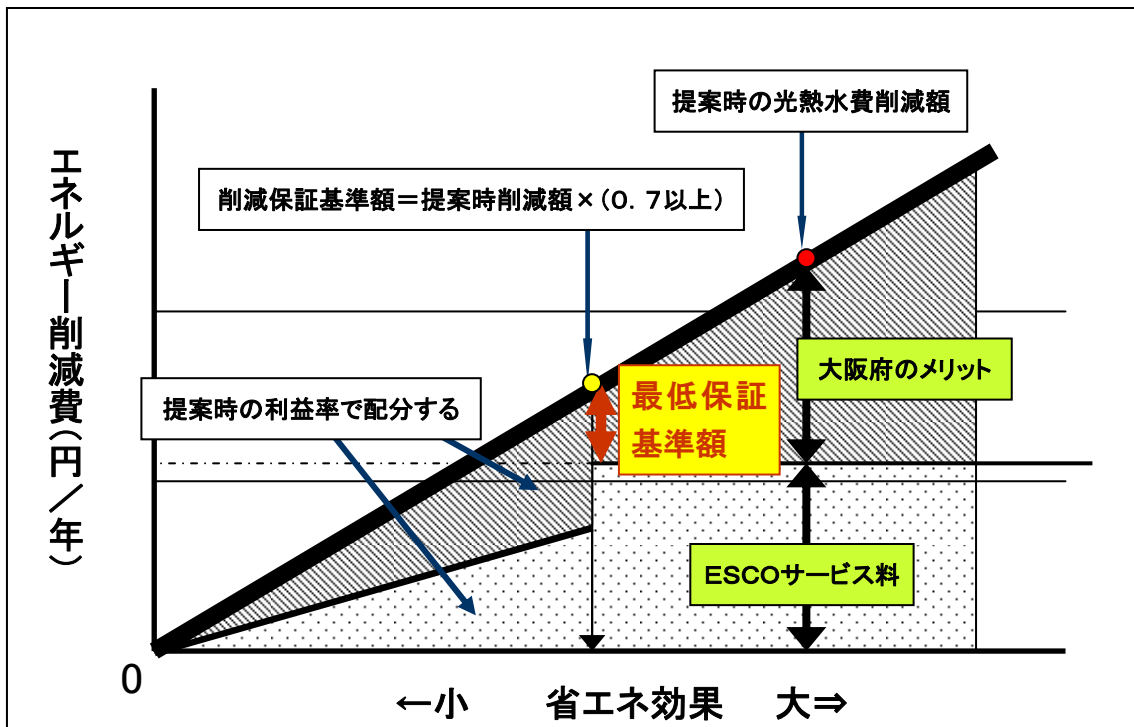 提案時の光熱水費削減額
削減保証基準額＝提案時削減額×（０．７以上）
エネルギー削減費（円／年）
大阪府のメリット
提案時の利益率で配分する
最低保証
基準額
ＥＳＣＯサービス料
0
←小　省エネ効果　大⇒